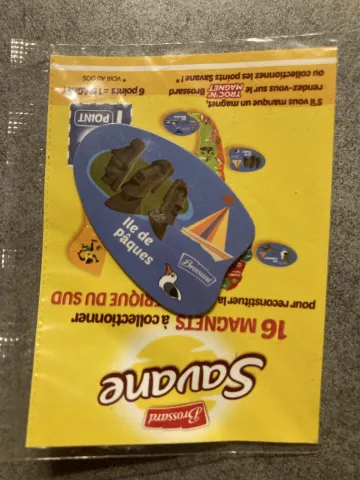 Brossard
Savane
16 MAGNETS à collectionner
pour reconstituer la
RIQUE DU SUD
Ile de
pâques
Brossard
1
POINT
S'il vous manque un magnet,
rendez-vous sur le TROC'N MAGNET Brossard
ou collectionnez les points Savane !*
6 points = 1
* VOIR AU DOS